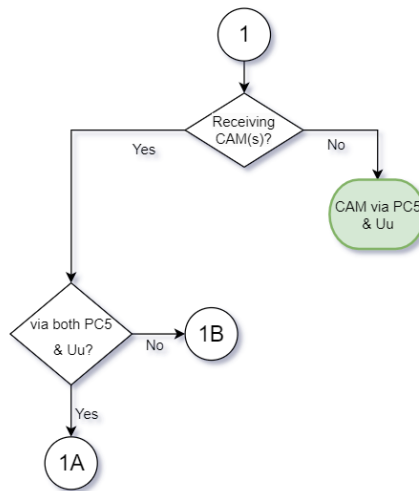 1
Receiving
CAM(s)?
Yes
No
CAM via PC5
& Uu
via both PC5
& Uu?
No
1B
Yes
1A